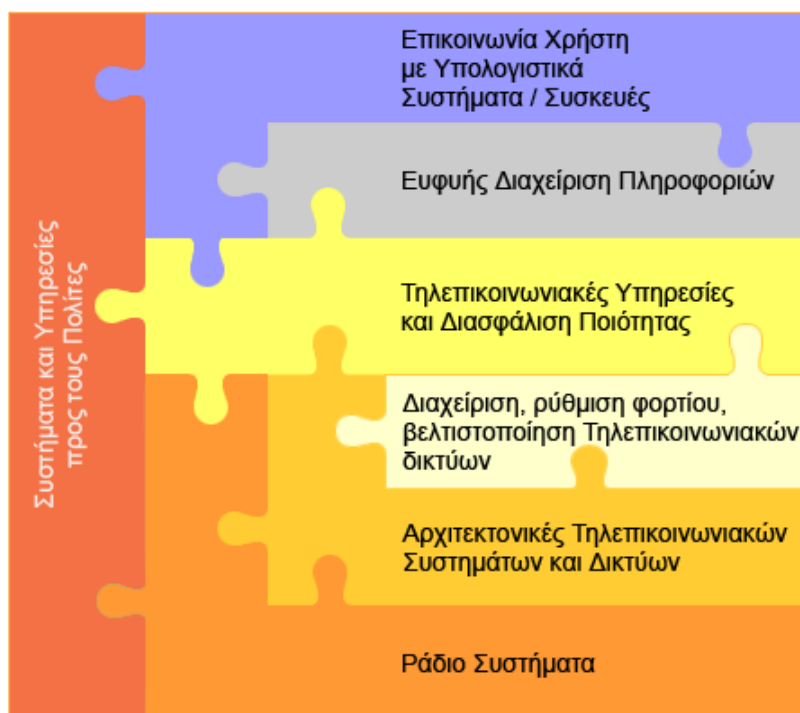 Συστήματα και Υπηρεσίες
προς τους Πολίτες
Επικοινωνία Χρήστη
με Υπολογιστικά
Συστήματα / Συσκευές
Ευφυής Διαχείριση Πληροφοριών
Τηλεπικοινωνιακές Υπηρεσίες
και Διασφάλιση Ποιότητας
Διαχείριση, ρύθμιση φορτίου,
βελτιστοποίηση Τηλεπικοινωνιακών
δικτύων
Αρχιτεκτονικές Τηλεπικοινωνιακών
Συστημάτων και Δικτύων
Ράδιο Συστήματα